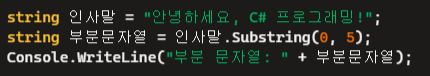 string 인사말 = "안녕하세요, C# 프로그래밍!";
string 부분문자열 = 인사말.Substring(0, 5);
Console.WriteLine("부분 문자열: " + 부분문자열);